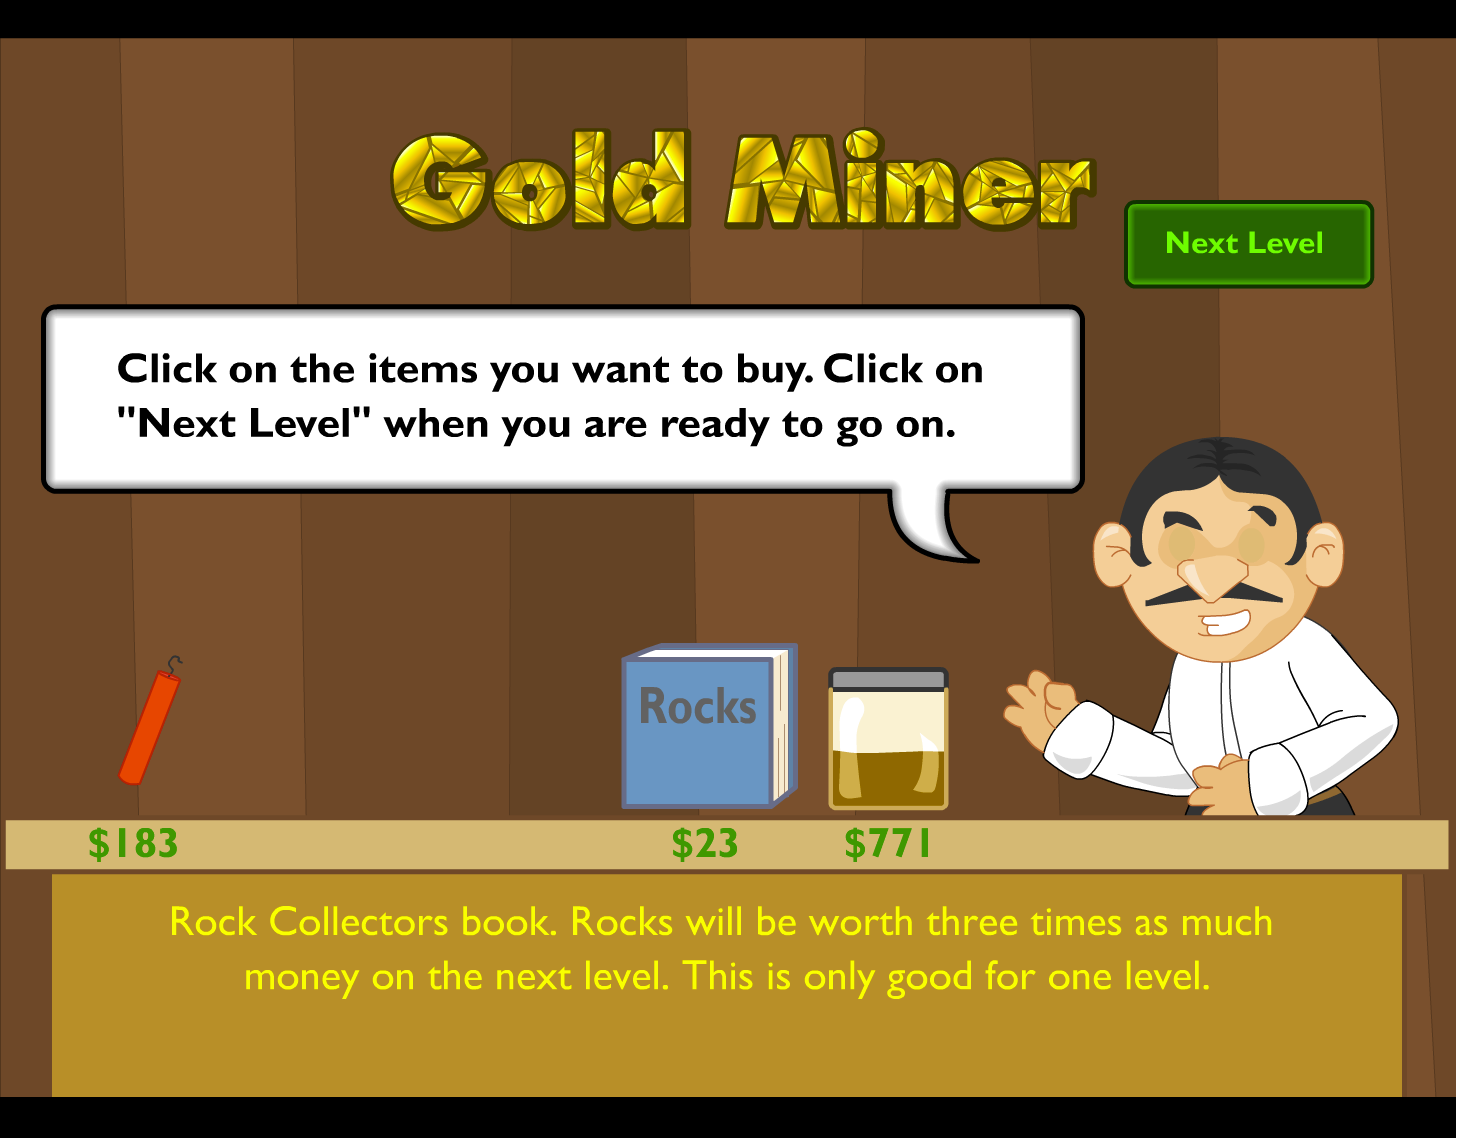 Gold Miner
Next Level
Click on the items you want to buy. Click on
"Next Level" when you are ready to go on.
Rocks
$183
$23
$771
Rock Collectors book. Rocks will be worth three times as much
money on the next level. This is only good for one level.